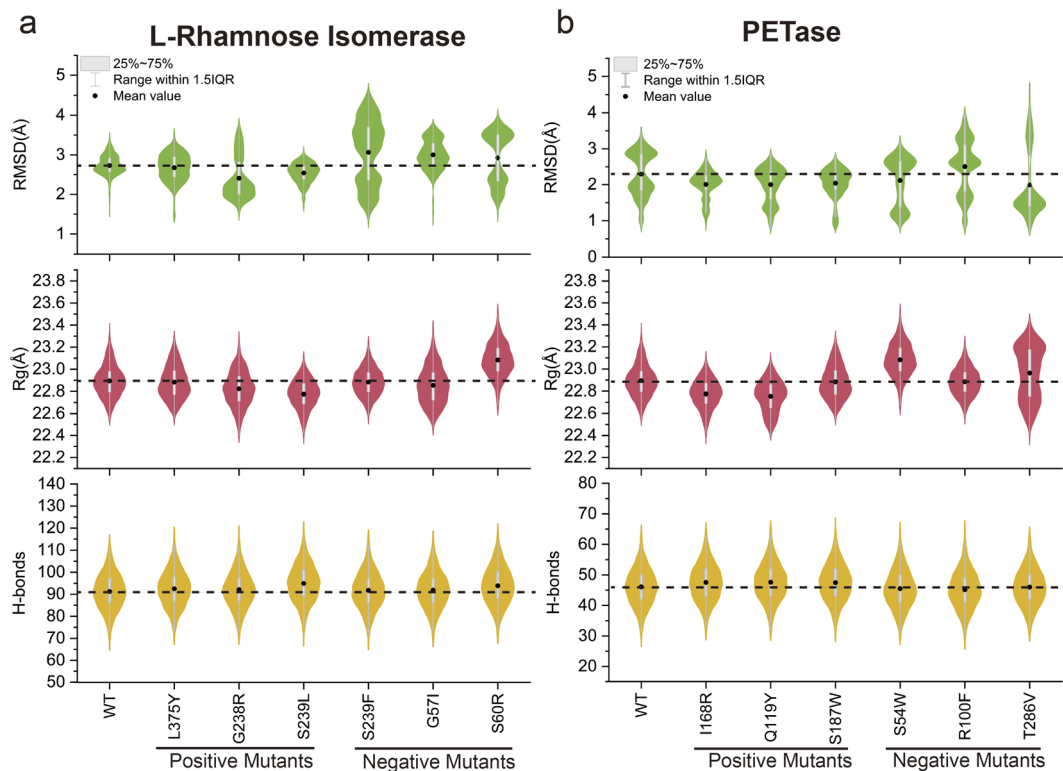 a
L-Rhamnose Isomerase
25%~75%
Range within 1.5IQR
Mean value
RMSD(Å)
5
4
3
2
1
Rg(Å)
23.8
23.6
23.4
23.2
23.0
22.8
22.6
22.4
22.2
H-bonds
140
130
120
110
100
90
80
70
60
50
WT
L375Y
G238R
S239L
S239F
G57I
S60R
Positive Mutants
Negative Mutants
b
PETase
25%~75%
Range within 1.5IQR
Mean value
RMSD(Å)
5
4
3
2
1
0
Rg(Å)
23.8
23.6
23.4
23.2
23.0
22.8
22.6
22.4
22.2
H-bonds
80
70
60
50
40
30
20
WT
I168R
Q119Y
S187W
S54W
R100F
T286V
Positive Mutants
Negative Mutants